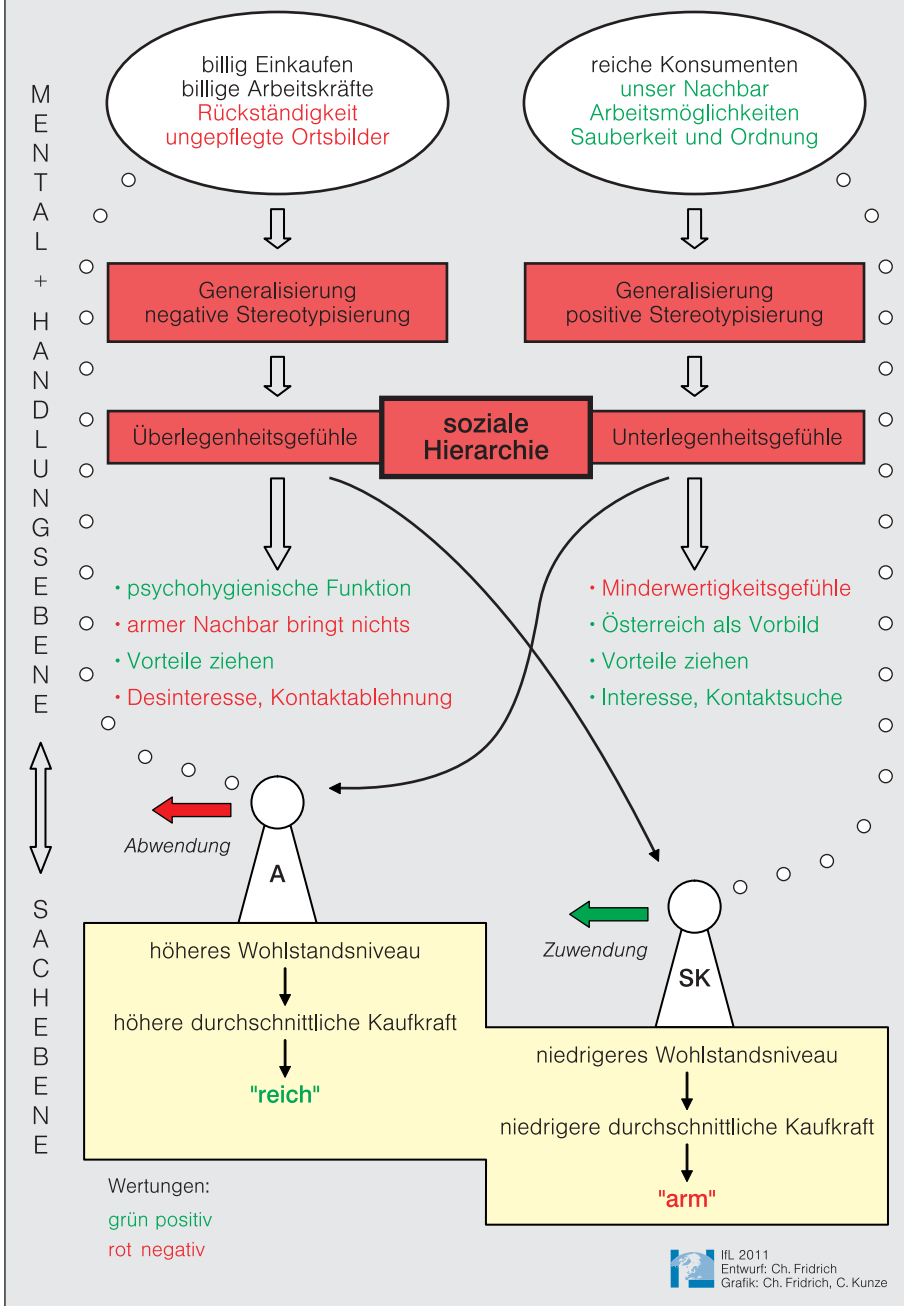 MENTAL + HANDLUNGSEBENE
SACHEBENE
billig Einkaufen
billige Arbeitskräfte
Rückständigkeit
ungepflegte Ortsbilder
reiche Konsumenten
unser Nachbar
Arbeitsmöglichkeiten
Sauberkeit und Ordnung
Generalisierung
negative Stereotypisierung
Generalisierung
positive Stereotypisierung
Überlegenheitsgefühle
soziale
Hierarchie
Unterlegenheitsgefühle
· psychohygienische Funktion
· armer Nachbar bringt nichts
· Vorteile ziehen
· Desinteresse, Kontaktablehnung
· Minderwertigkeitsgefühle
· Österreich als Vorbild
· Vorteile ziehen
· Interesse, Kontaktsuche
Abwendung
A
Zuwendung
SK
höheres Wohlstandsniveau
höhere durchschnittliche Kaufkraft
"reich"
niedrigeres Wohlstandsniveau
niedrigere durchschnittliche Kaufkraft
"arm"
Wertungen:
grün positiv
rot negativ
IfL 2011
Entwurf: Ch. Fridrich
Grafik: Ch. Fridrich, C. Kunze